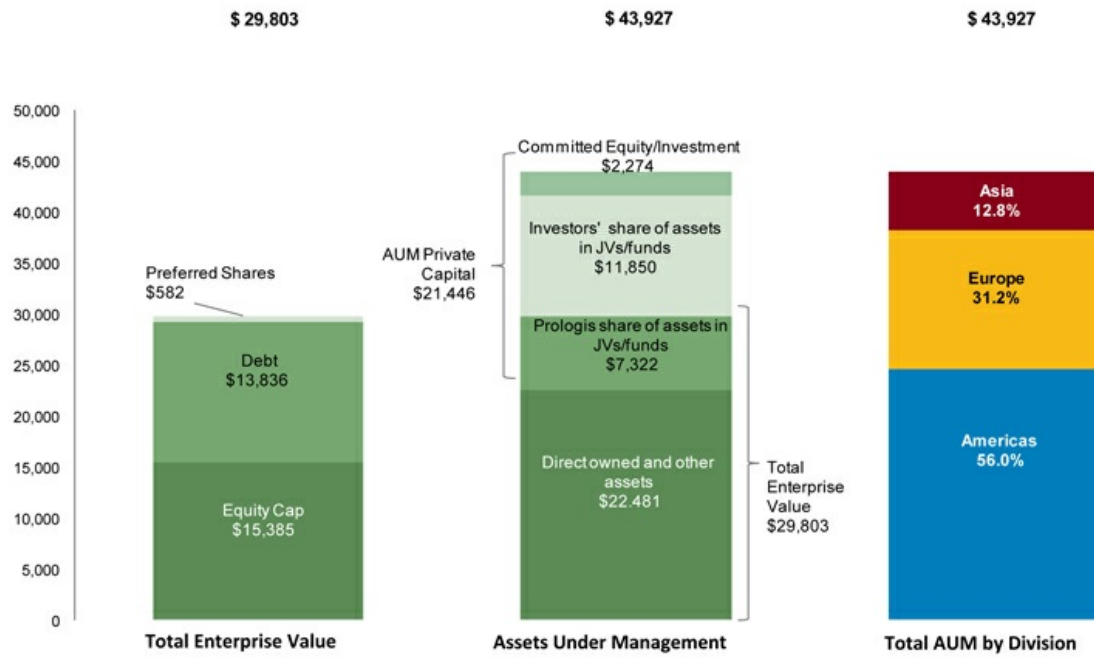 $ 29,803
$ 43,927
$ 43,927
50,000
45,000
40,000
35,000
30,000
25,000
20,000
15,000
10,000
5,000
0
Preferred Shares
$582
Debt
$13,836
Equity Cap
$15,385
Total Enterprise Value
Committed Equity/Investment
$2,274
Investors' share of assets
in JVs/funds
$11,850
AUM Private
Capital
$21,446
Prologis share of assets in
JVs/funds
$7,322
Direct owned and other
assets
$22.481
Total
Enterprise
Value
$29,803
Assets Under Management
Asia
12.8%
Europe
31.2%
Americas
56.0%
Total AUM by Division